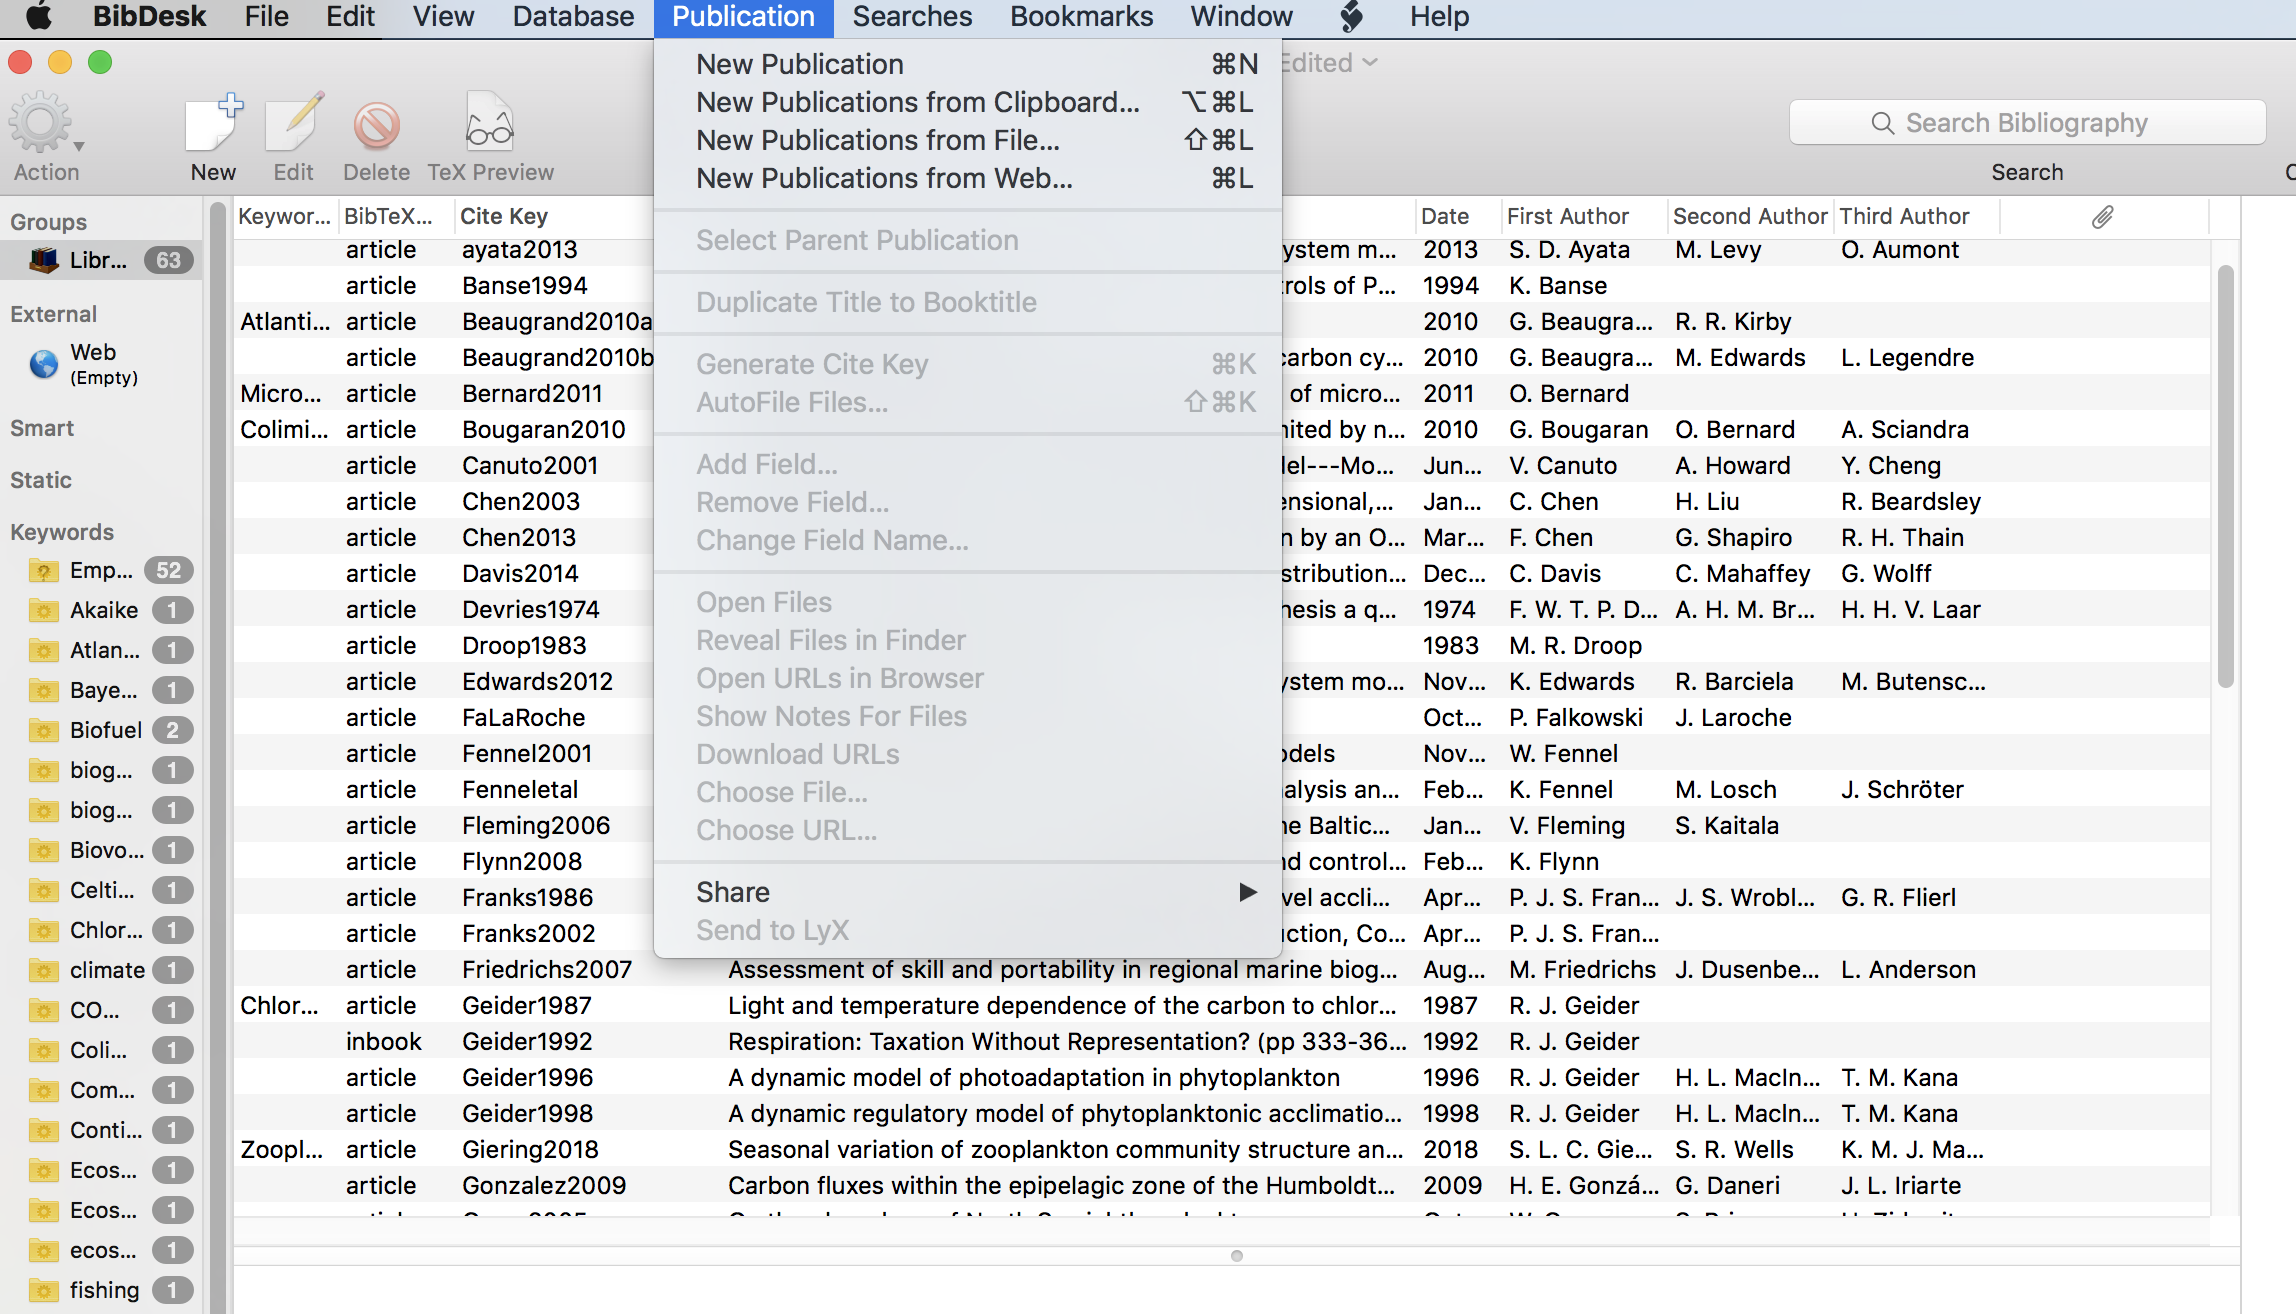 BibDesk File Edit View Database Publication Searches Bookmarks Window Help
Edited
Action New Edit Delete TeX Preview
Search Bibliography
Search
New Publication ⌘N
New Publications from Clipboard... ⌥⌘L
New Publications from File... ⇧⌘L
New Publications from Web... ⌘L
Select Parent Publication
Duplicate Title to Booktitle
Generate Cite Key ⌘K
AutoFile Files... ⇧⌘K
Add Field...
Remove Field...
Change Field Name...
Open Files
Reveal Files in Finder
Open URLs in Browser
Show Notes For Files
Download URLs
Choose File...
Choose URL...
Share
Send to LyX
Groups
Libr... 63
External
Web
(Empty)
Smart
Static
Keywords
Emp... 52
Akaike 1
Atlan... 1
Baye... 1
Biofuel 2
biog... 1
biog... 1
Biovo... 1
Celti... 1
Chlor... 1
climate 1
CO... 1
Coli... 1
Com... 1
Conti... 1
Ecos... 1
Ecos... 1
ecos... 1
fishing 1
Keywor... BibTeX... Cite Key Date First Author Second Author Third Author
article ayata2013 ystem m... 2013 S. D. Ayata M. Levy O. Aumont
article Banse1994 trols of P... 1994 K. Banse
Atlanti... article Beaugrand2010a 2010 G. Beaugra... R. R. Kirby
article Beaugrand2010b carbon cy... 2010 G. Beaugra... M. Edwards L. Legendre
Micro... article Bernard2011 of micro... 2011 O. Bernard
Colimi... article Bougaran2010 nited by n... 2010 G. Bougaran O. Bernard A. Sciandra
article Canuto2001 del---Mo... Jun... V. Canuto A. Howard Y. Cheng
article Chen2003 ensional,... Jan... C. Chen H. Liu R. Beardsley
article Chen2013 n by an O... Mar... F. Chen G. Shapiro R. H. Thain
article Davis2014 stribution... Dec... C. Davis C. Mahaffey G. Wolff
article Devries1974 hesis a q... 1974 F. W. T. P. D... A. H. M. Br... H. H. V. Laar
article Droop1983 1983 M. R. Droop
article Edwards2012 ystem mo... Nov... K. Edwards R. Barciela M. Butensc...
article FaLaRoche Oct... P. Falkowski J. Laroche
article Fennel2001 odels Nov... W. Fennel
article Fenneletal alysis an... Feb... K. Fennel M. Losch J. Schröter
article Fleming2006 ne Baltic... Jan... V. Fleming S. Kaitala
article Flynn2008 nd control... Feb... K. Flynn
article Franks1986 vel accli... Apr... P. J. S. Fran... J. S. Wrobl... G. R. Flierl
article Franks2002 uction, Co... Apr... P. J. S. Fran...
article Friedrichs2007 Assessment of skill and portability in regional marine biog... Aug... M. Friedrichs J. Dusenbe... L. Anderson
Chlor... article Geider1987 Light and temperature dependence of the carbon to chlor... 1987 R. J. Geider
inbook Geider1992 Respiration: Taxation Without Representation? (pp 333-36... 1992 R. J. Geider
article Geider1996 A dynamic model of photoadaptation in phytoplankton 1996 R. J. Geider H. L. MacIn... T. M. Kana
article Geider1998 A dynamic regulatory model of phytoplanktonic acclimatio... 1998 R. J. Geider H. L. MacIn... T. M. Kana
Zoopl... article Giering2018 Seasonal variation of zooplankton community structure an... 2018 S. L. C. Gie... S. R. Wells K. M. J. Ma...
article Gonzalez2009 Carbon fluxes within the epipelagic zone of the Humboldt... 2009 H. E. Gonzá... G. Daneri J. L. Iriarte